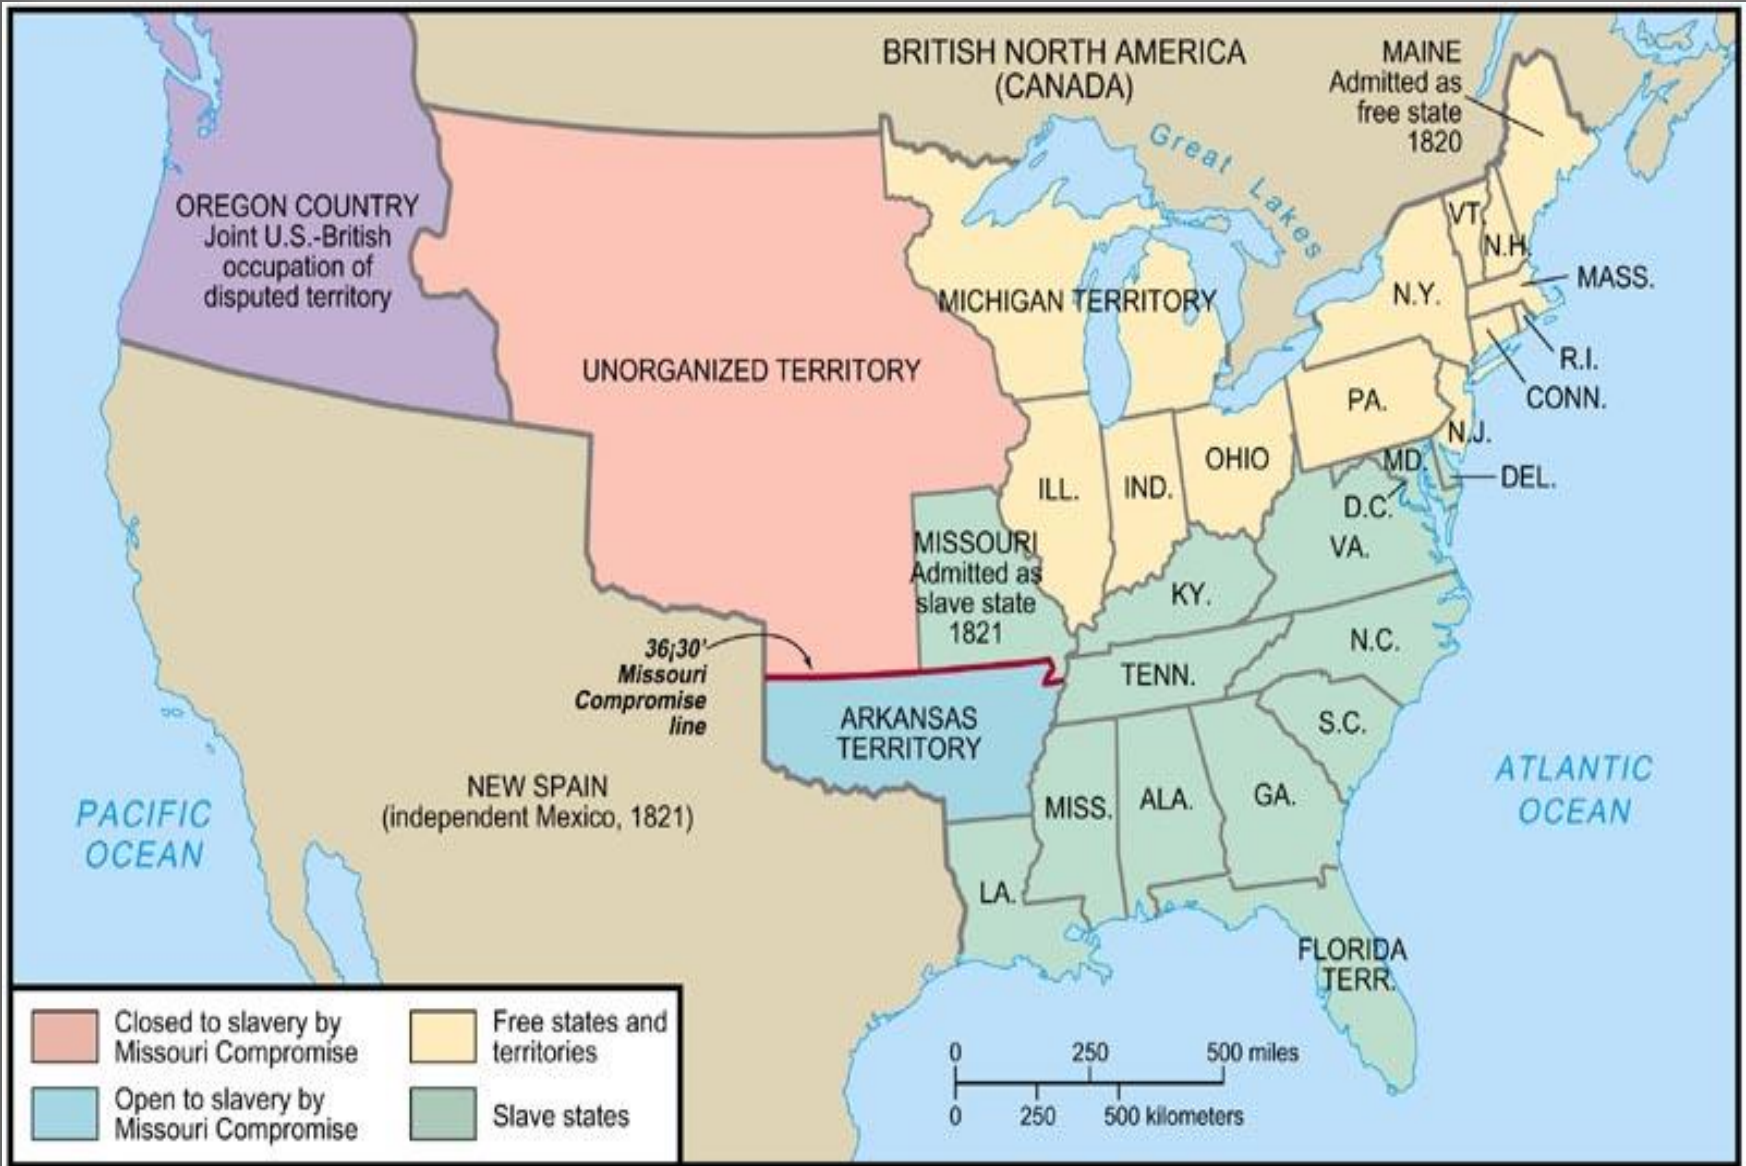 BRITISH NORTH AMERICA
(CANADA)
MAINE
Admitted as
free state
1820
Great Lakes
OREGON COUNTRY
Joint U.S.-British
occupation of
disputed territory
VT.
N.H.
MASS.
N.Y.
MICHIGAN TERRITORY
R.I.
UNORGANIZED TERRITORY
CONN.
PA.
N.J.
OHIO
MD.
DEL.
ILL.
IND.
D.C.
MISSOURI
Admitted as
slave state
1821
VA.
KY.
N.C.
36¡30'
Missouri
Compromise
line
TENN.
ARKANSAS
TERRITORY
S.C.
NEW SPAIN
(independent Mexico, 1821)
MISS.
ALA.
GA.
ATLANTIC
OCEAN
PACIFIC
OCEAN
LA.
FLORIDA
TERR.
Closed to slavery by
Missouri Compromise
Free states and
territories
Open to slavery by
Missouri Compromise
Slave states
0 250 500 miles
0 250 500 kilometers